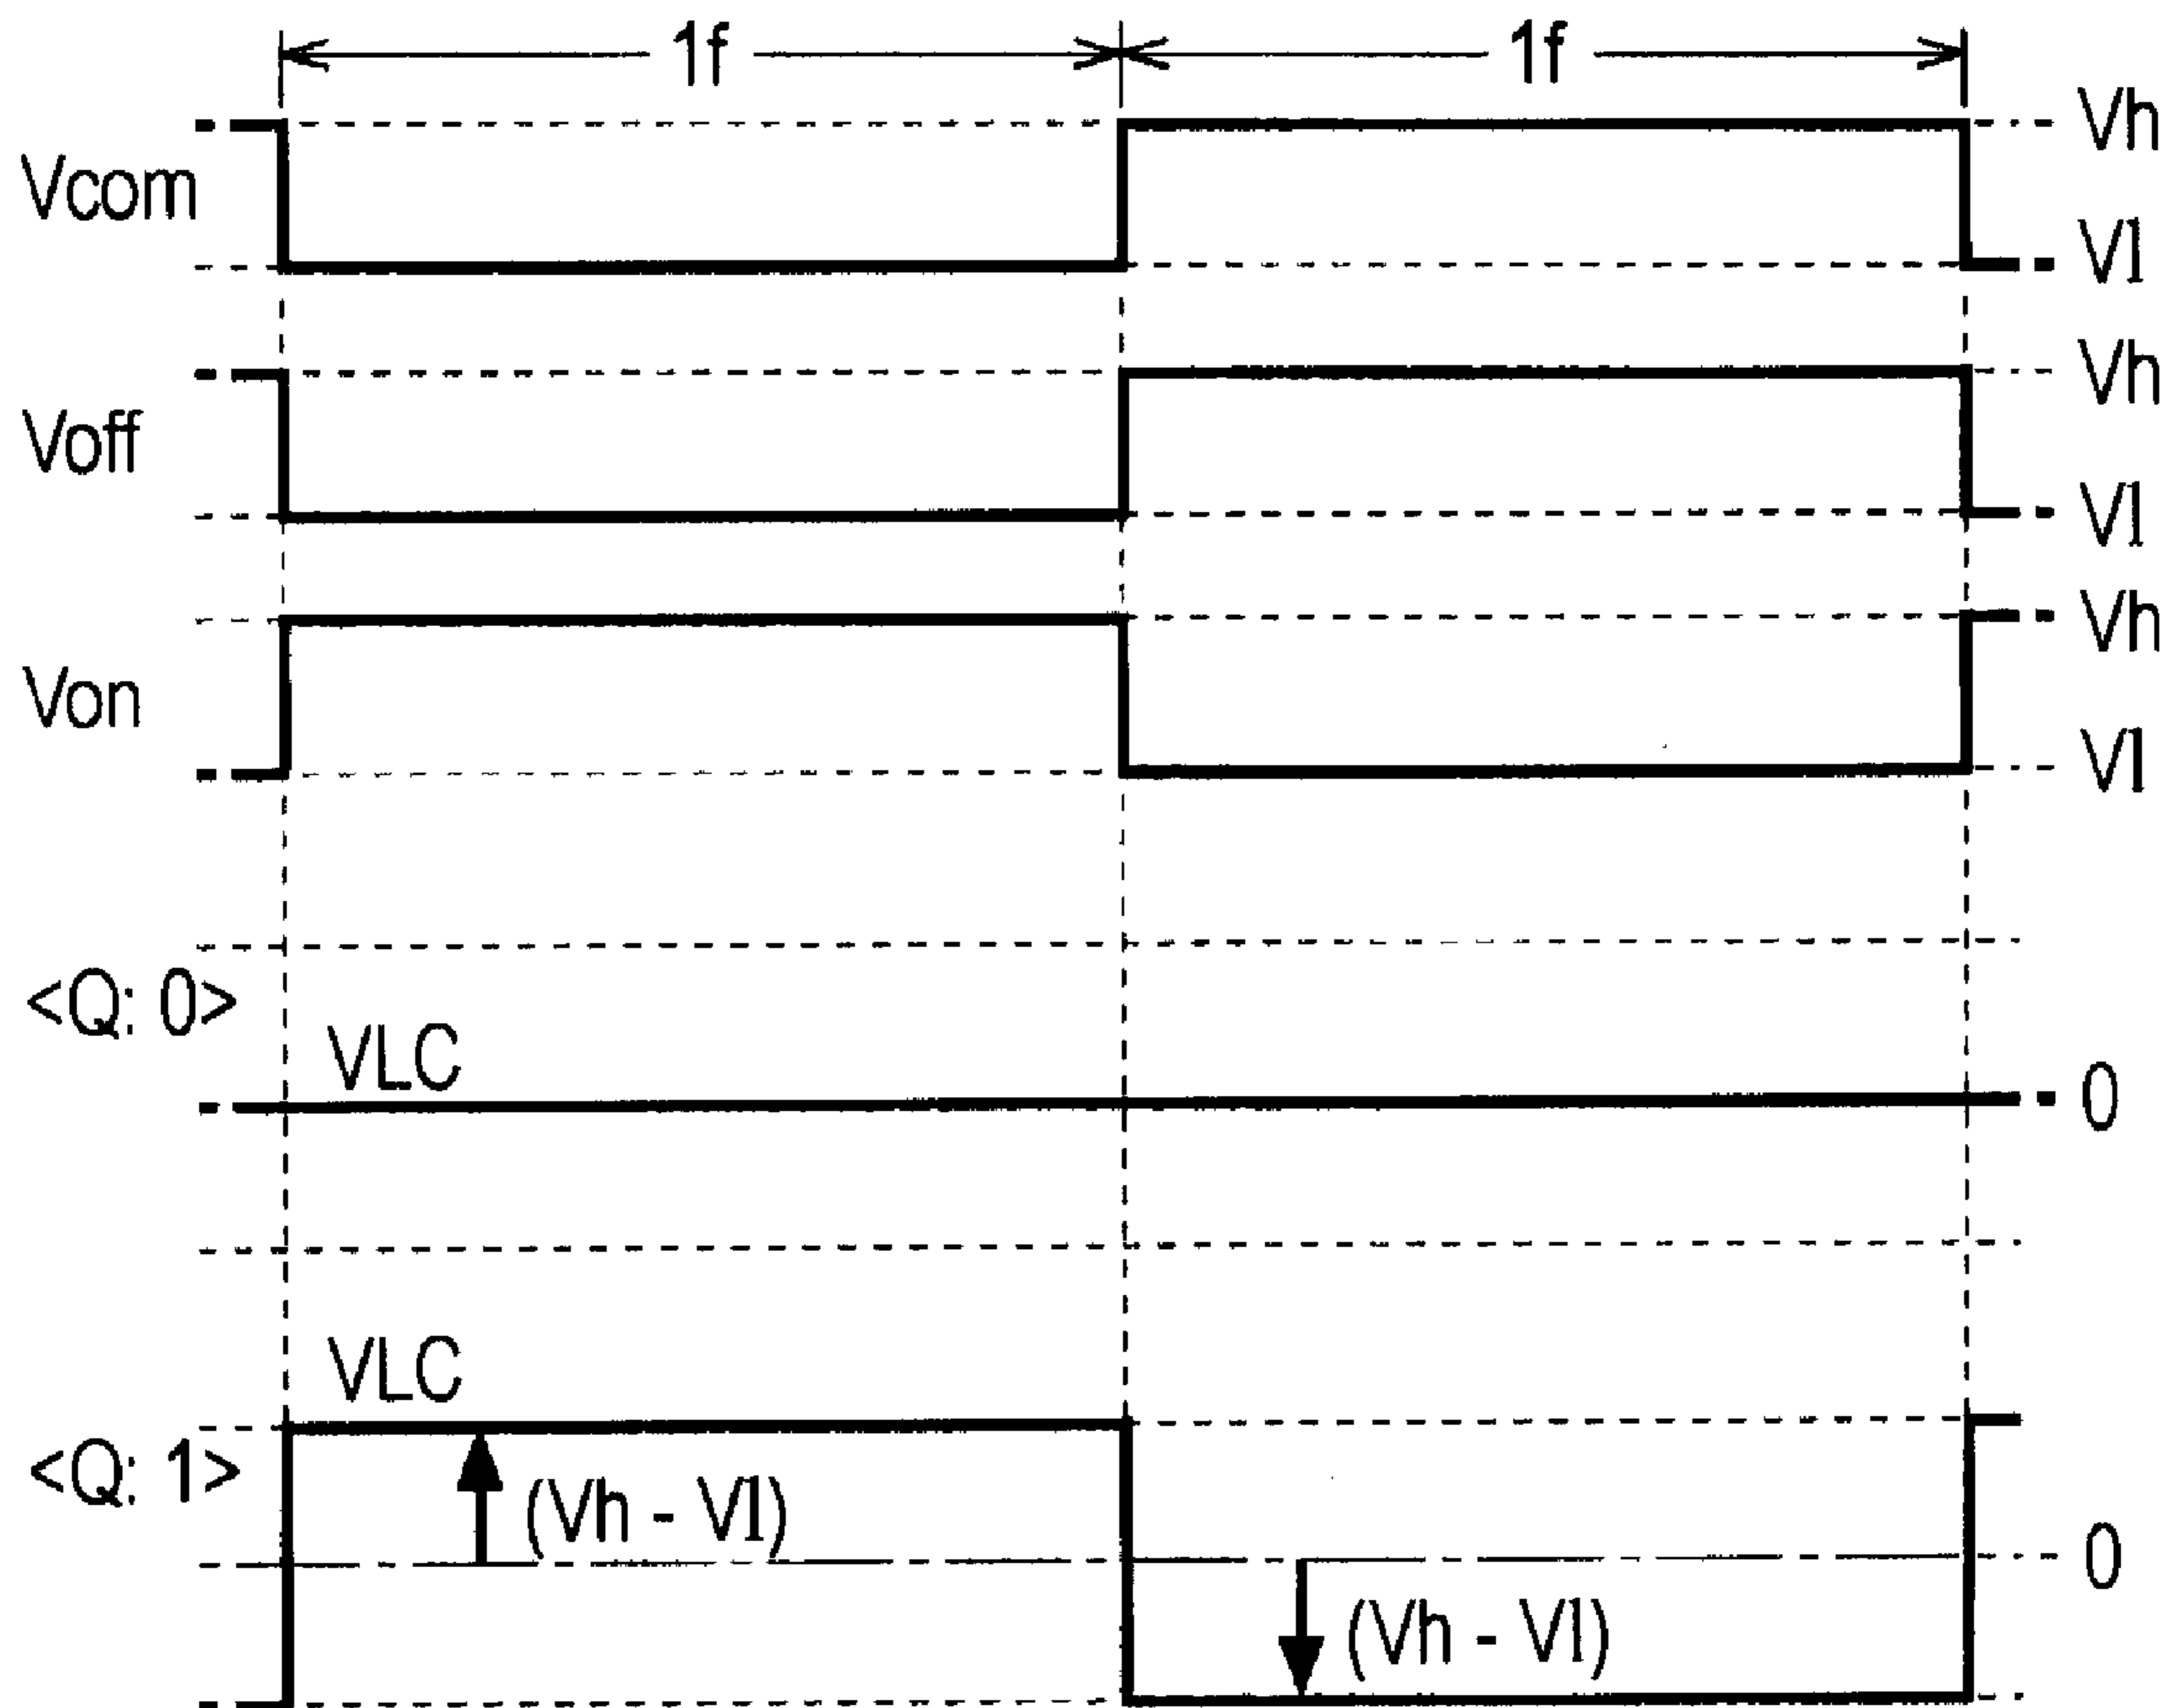 1f 1f
Vh
Vcom
Vl
Vh
Voff
Vl
Vh
Von
Vl
<Q: 0>
VLC
0
VLC
<Q: 1>
(Vh - Vl)
0
(Vh - Vl)